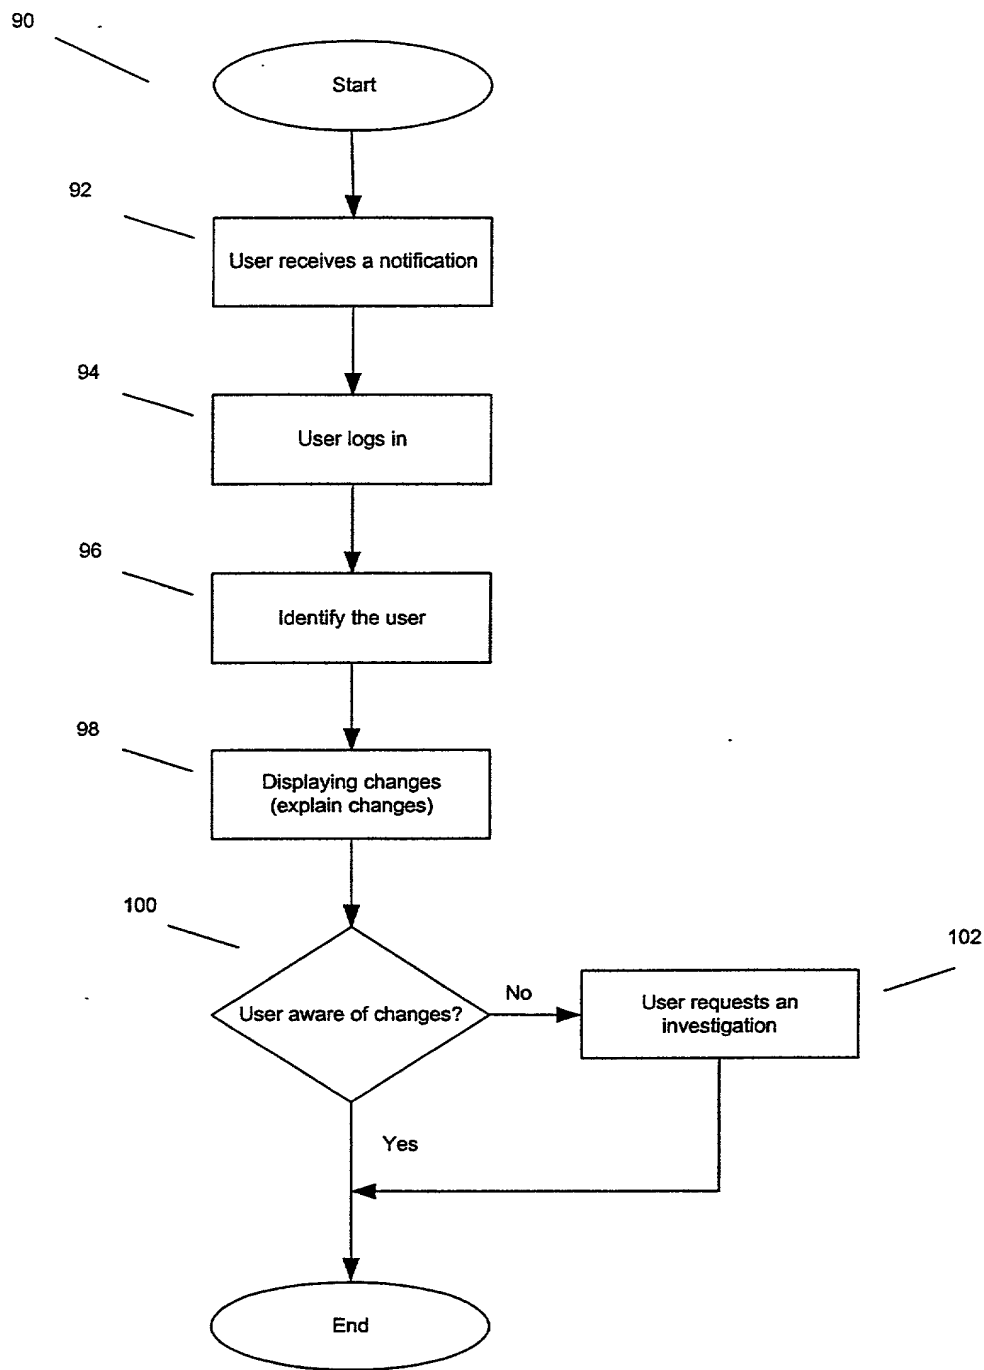 90
Start
92
User receives a notification
94
User logs in
96
Identify the user
98
Displaying changes
(explain changes)
100
User aware of changes?
No
102
User requests an
investigation
Yes
End